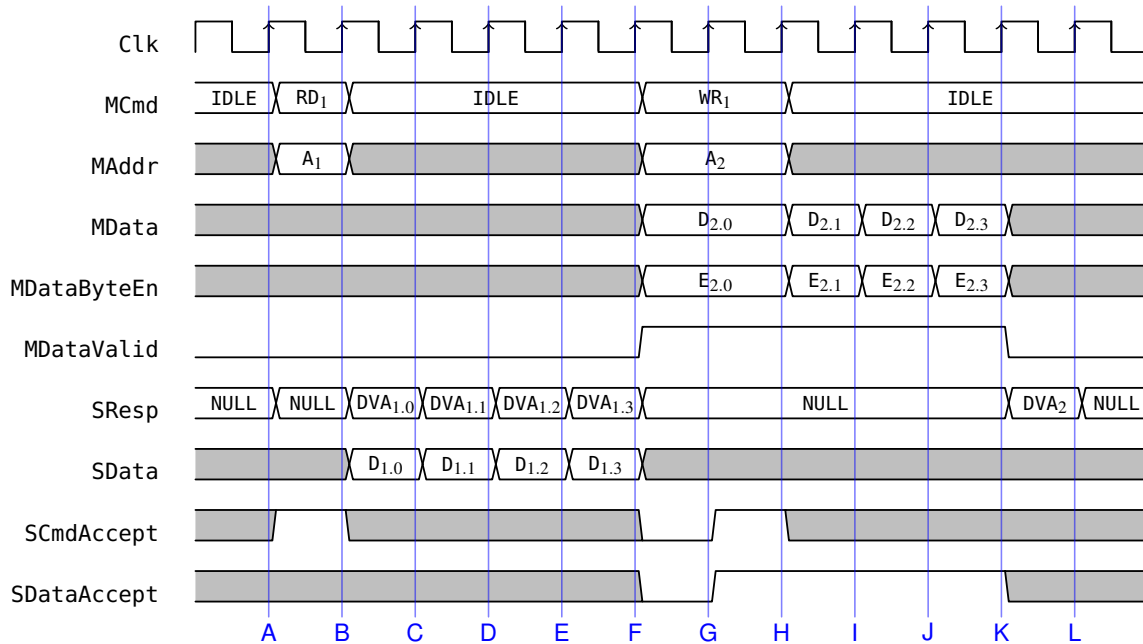 Clk
MCmd IDLE RD₁ IDLE WR₁ IDLE
MAddr A₁ A₂
MData D₂.₀ D₂.₁ D₂.₂ D₂.₃
MDataByteEn E₂.₀ E₂.₁ E₂.₂ E₂.₃
MDataValid
SResp NULL NULL DVA₁.₀ DVA₁.₁ DVA₁.₂ DVA₁.₃ NULL DVA₂ NULL
SData D₁.₀ D₁.₁ D₁.₂ D₁.₃
SCmdAccept
SDataAccept
A B C D E F G H I J K L